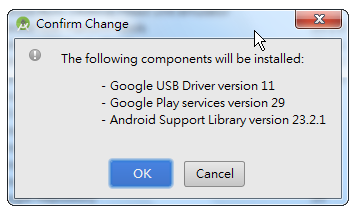 Confirm Change
The following components will be installed:
- Google USB Driver version 11
- Google Play services version 29
- Android Support Library version 23.2.1
OK
Cancel